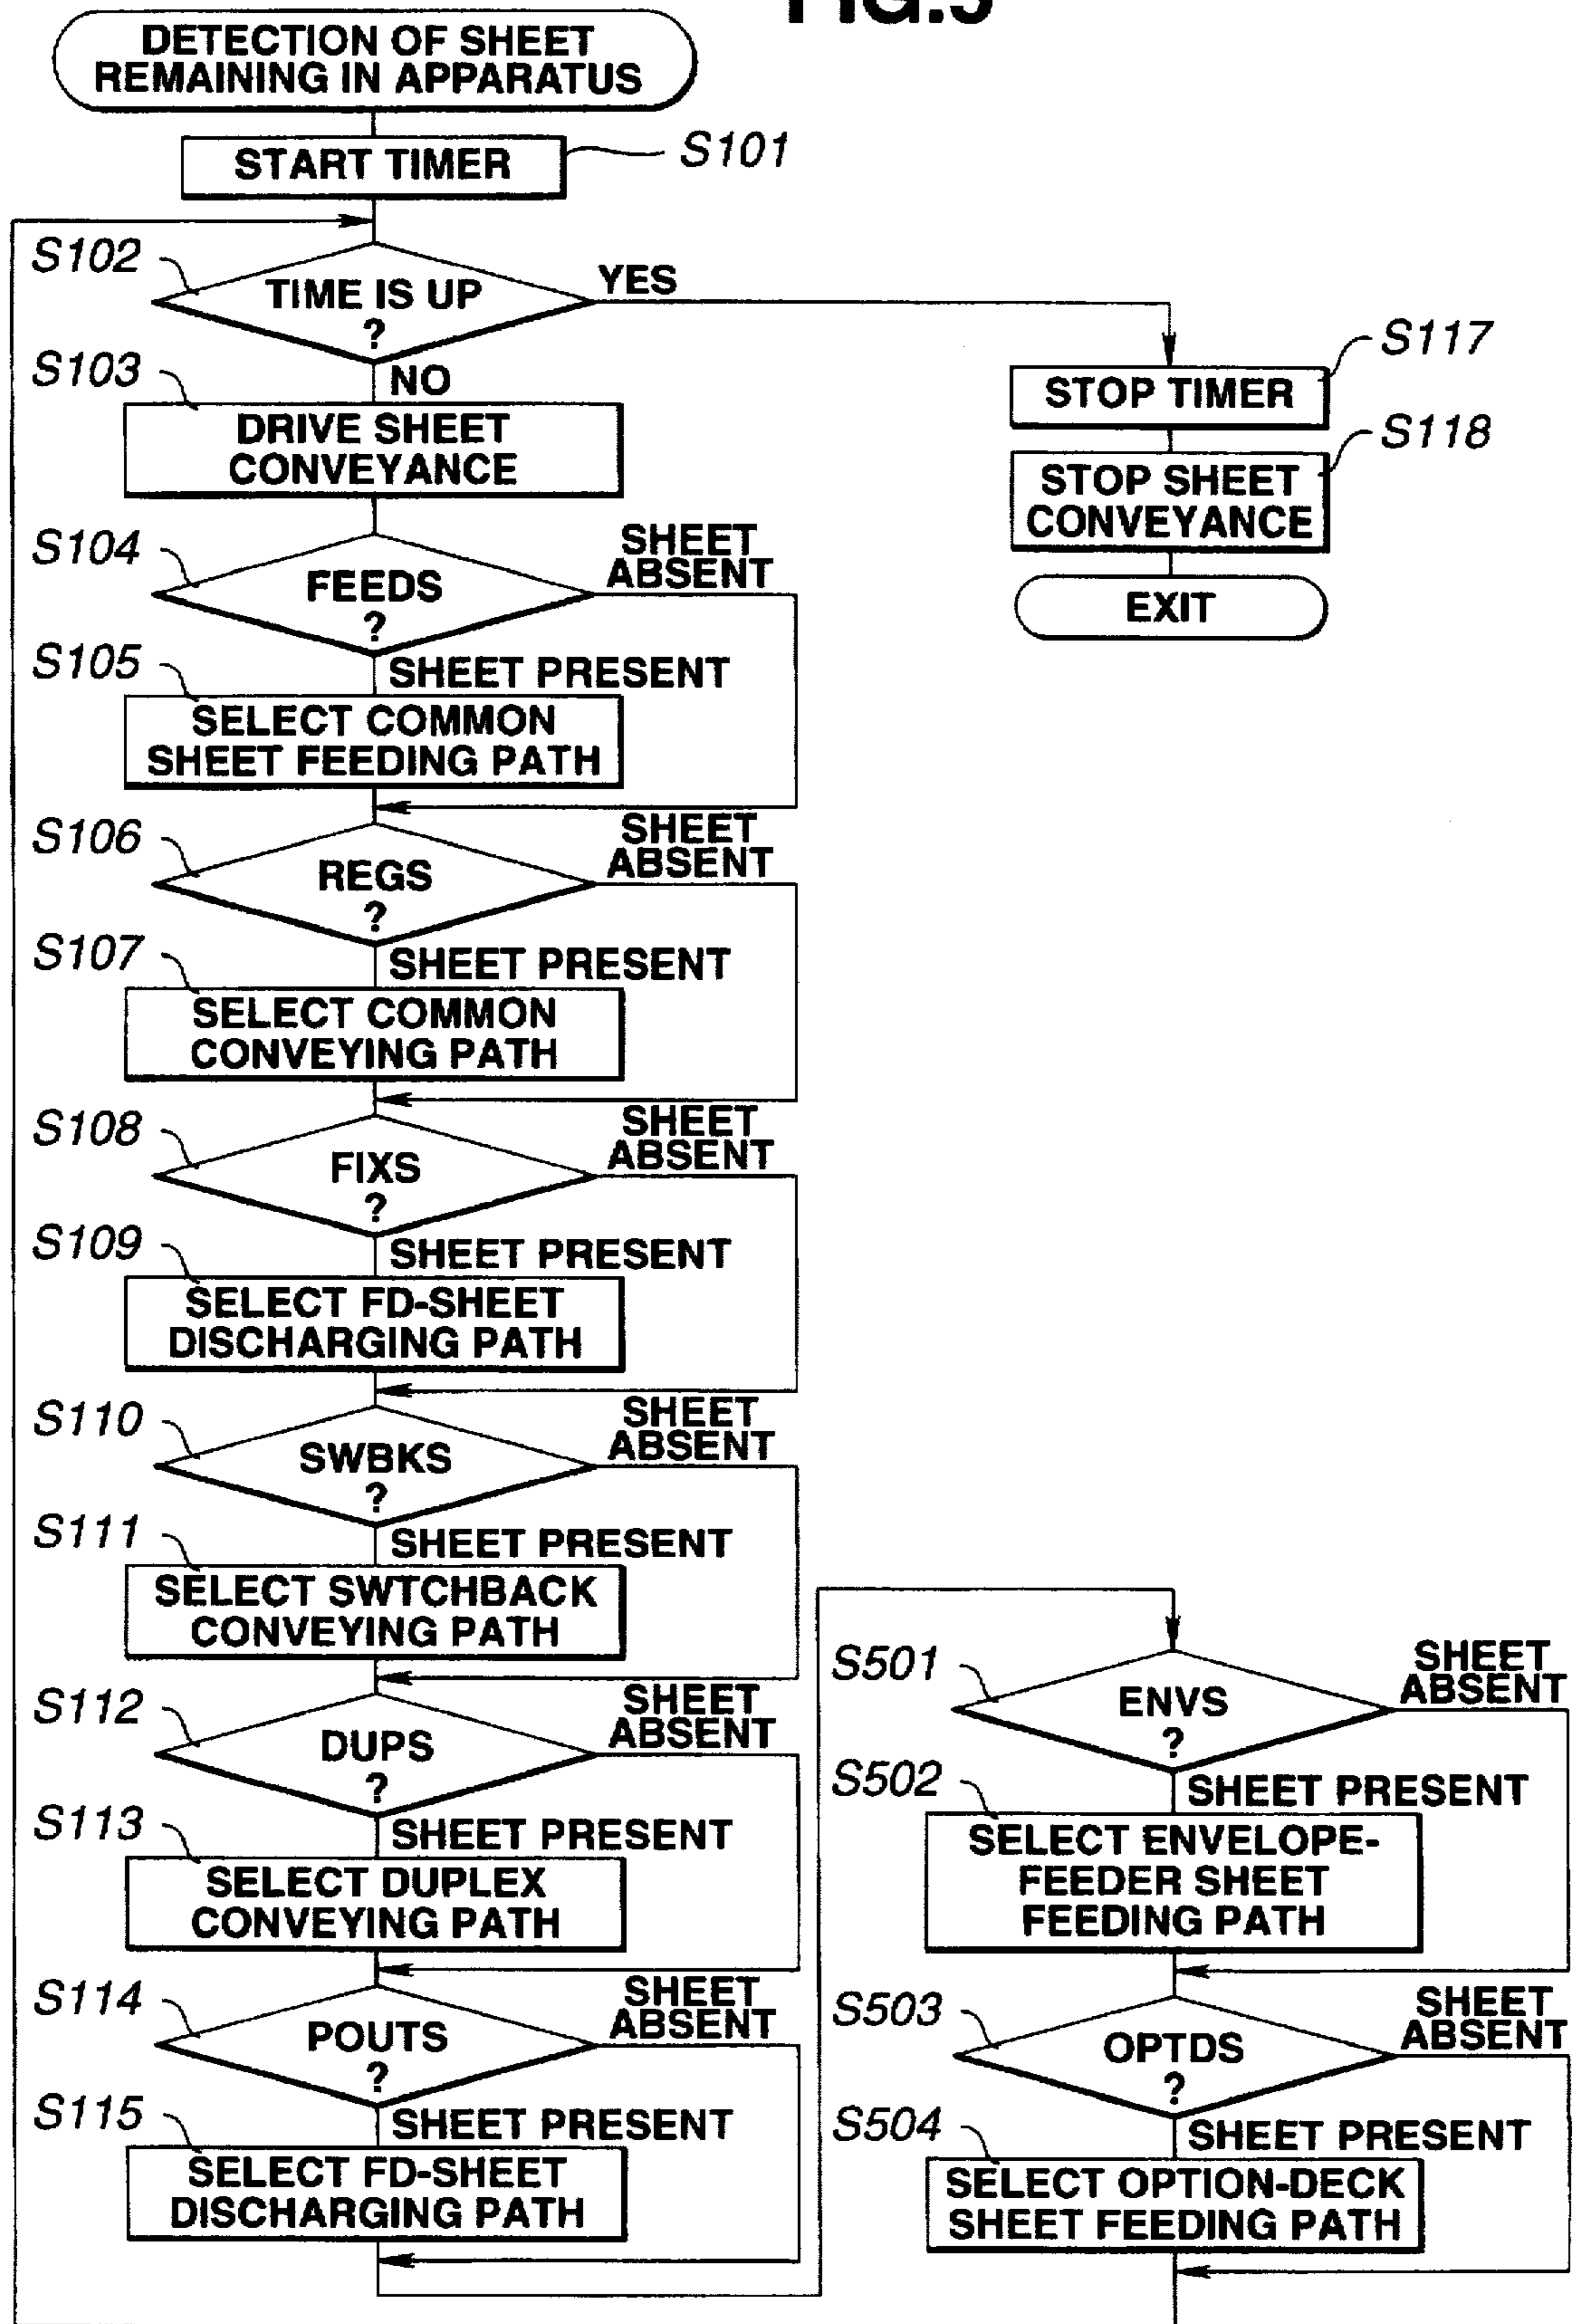 FIG.5
DETECTION OF SHEET
REMAINING IN APPARATUS
START TIMER
S101
S102
TIME IS UP
?
YES
NO
S103
DRIVE SHEET
CONVEYANCE
S117
STOP TIMER
S118
STOP SHEET
CONVEYANCE
EXIT
S104
FEEDS
?
SHEET
ABSENT
SHEET PRESENT
S105
SELECT COMMON
SHEET FEEDING PATH
S106
REGS
?
SHEET
ABSENT
SHEET PRESENT
S107
SELECT COMMON
CONVEYING PATH
S108
FIXS
?
SHEET
ABSENT
SHEET PRESENT
S109
SELECT FD-SHEET
DISCHARGING PATH
S110
SWBKS
?
SHEET
ABSENT
SHEET PRESENT
S111
SELECT SWTCHBACK
CONVEYING PATH
S112
DUPS
?
SHEET
ABSENT
SHEET PRESENT
S113
SELECT DUPLEX
CONVEYING PATH
S114
POUTS
?
SHEET
ABSENT
SHEET PRESENT
S115
SELECT FD-SHEET
DISCHARGING PATH
S501
ENVS
?
SHEET
ABSENT
SHEET PRESENT
S502
SELECT ENVELOPE-
FEEDER SHEET
FEEDING PATH
S503
OPTDS
?
SHEET
ABSENT
SHEET PRESENT
S504
SELECT OPTION-DECK
SHEET FEEDING PATH